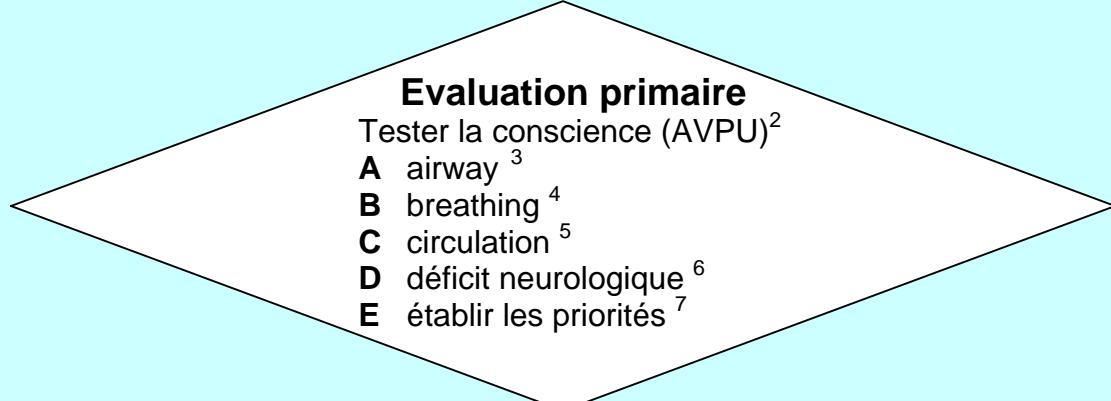 Evaluation primaire
Tester la conscience (AVPU)²
A airway ³
B breathing ⁴
C circulation ⁵
D déficit neurologique ⁶
E établir les priorités ⁷